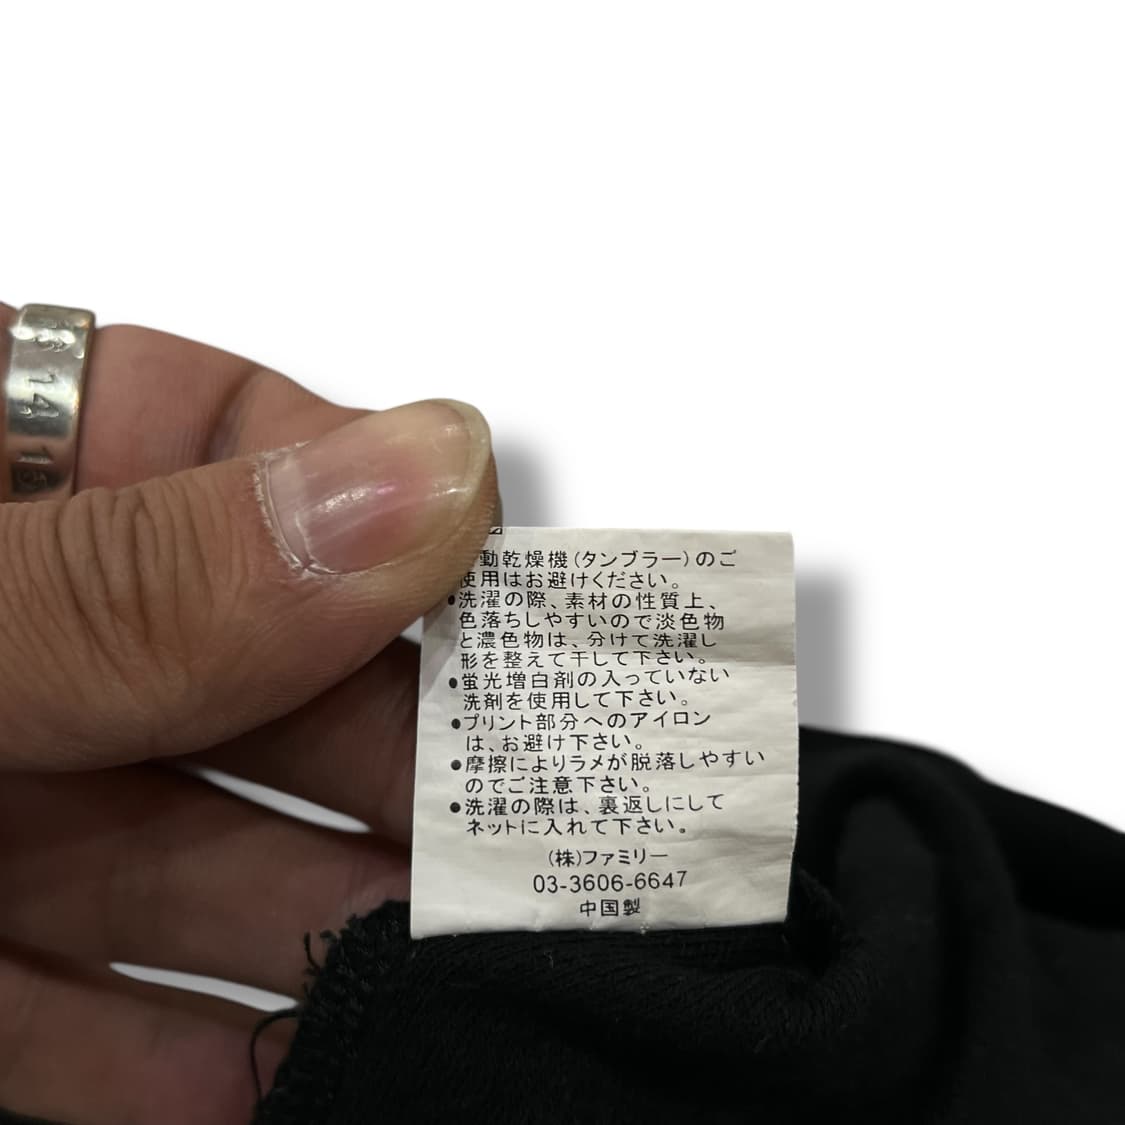 14
動乾燥機(タンブラー)のご
使用はお避けください。
●洗濯の際、素材の性質上、
色落ちしやすいので淡色物
と濃色物は、分けて洗濯し
形を整えて干して下さい。
●蛍光増白剤の入っていない
洗剤を使用して下さい。
●プリント部分へのアイロン
は、お避け下さい。
●摩擦によりラメが脱落しやすい
のでご注意下さい。
●洗濯の際は、裏返しにして
ネットに入れて下さい。
(株)ファミリー
03-3606-6647
中国製